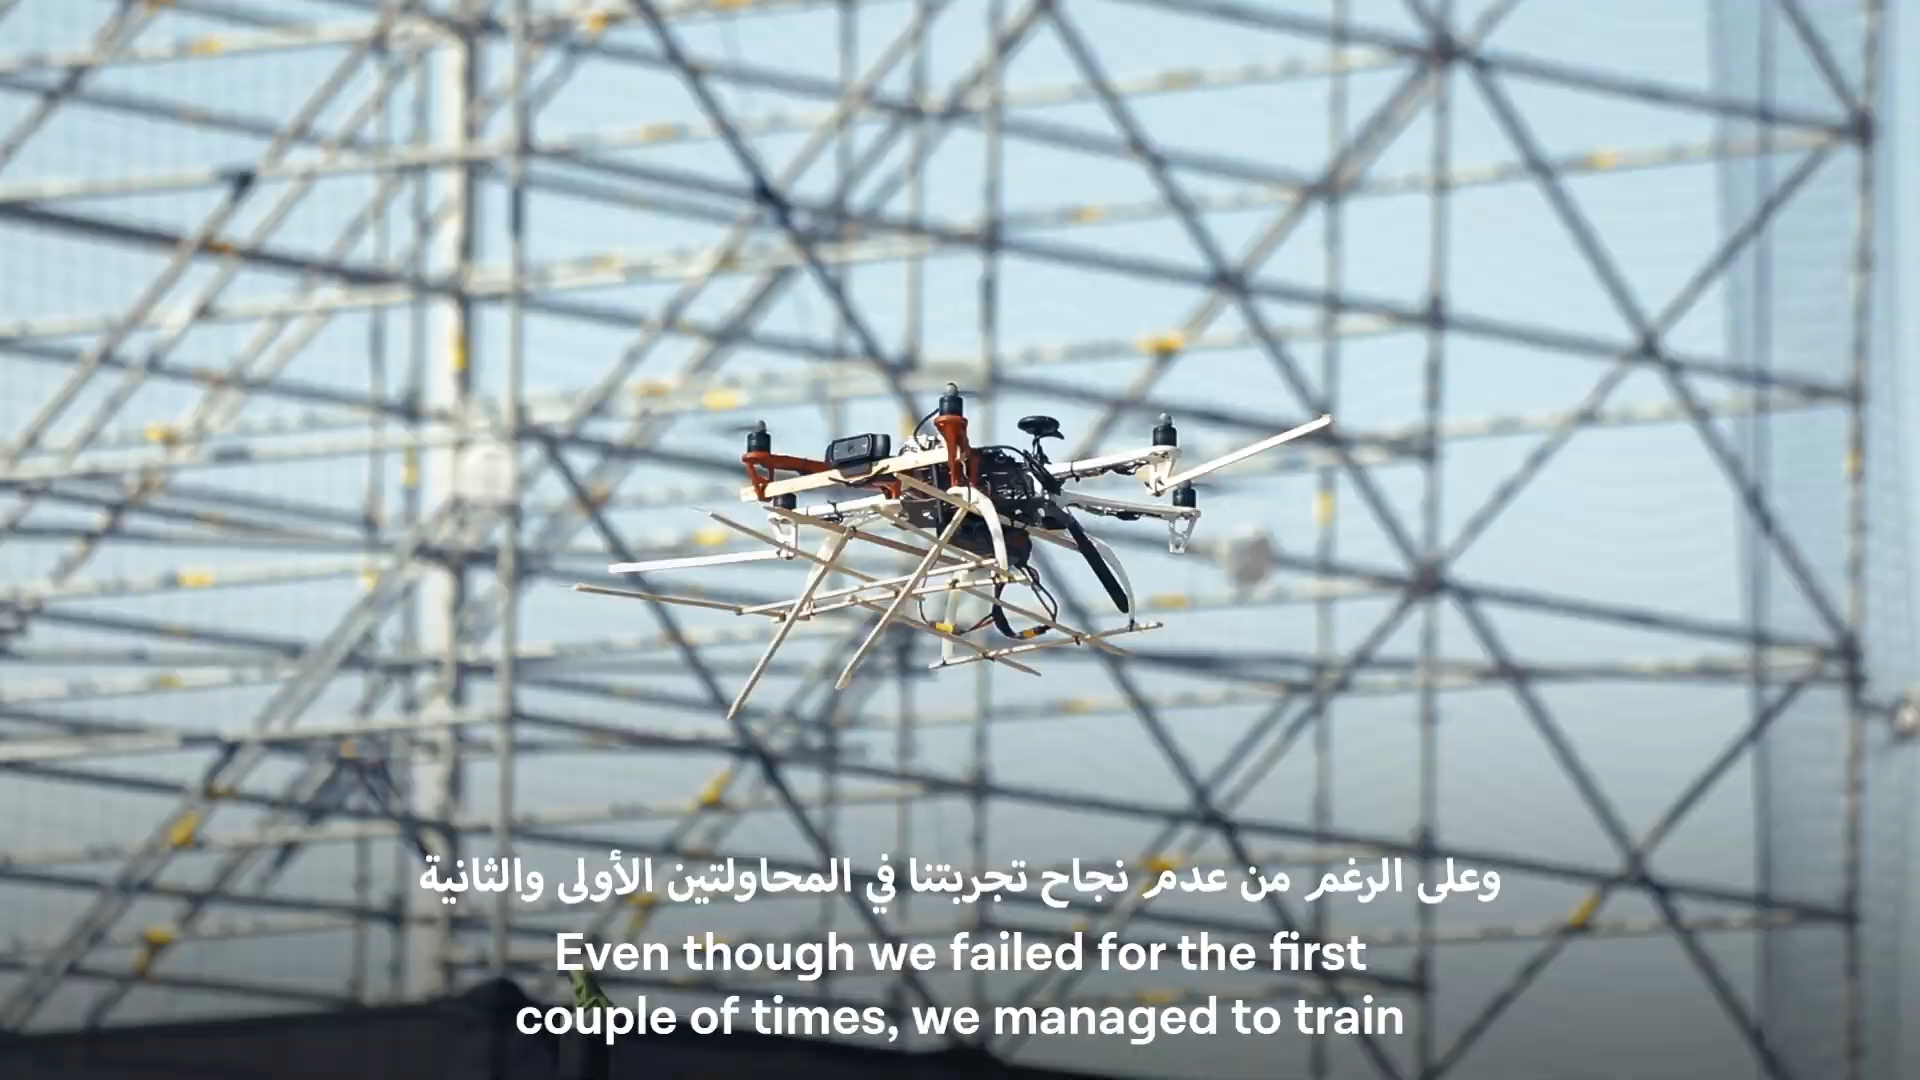 وعلى الرغم من عدم نجاح تجربتنا في المحاولتين الأولى والثانية
Even though we failed for the first
couple of times, we managed to train